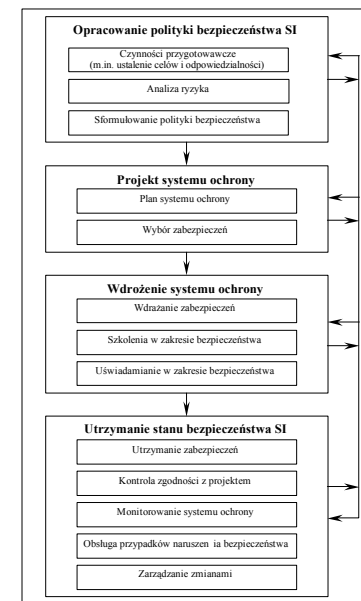 Opracowanie polityki bezpieczeństwa SI
Czynności przygotowawcze
(m.in. ustalenie celów i odpowiedzialności)
Analiza ryzyka
Sformułowanie polityki bezpieczeństwa
Projekt systemu ochrony
Plan systemu ochrony
Wybór zabezpieczeń
Wdrożenie systemu ochrony
Wdrażanie zabezpieczeń
Szkolenia w zakresie bezpieczeństwa
Uświadamianie w zakresie bezpieczeństwa
Utrzymanie stanu bezpieczeństwa SI
Utrzymanie zabezpieczeń
Kontrola zgodności z projektem
Monitorowanie systemu ochrony
Obsługa przypadków naruszen ia bezpieczeństwa
Zarządzanie zmianami